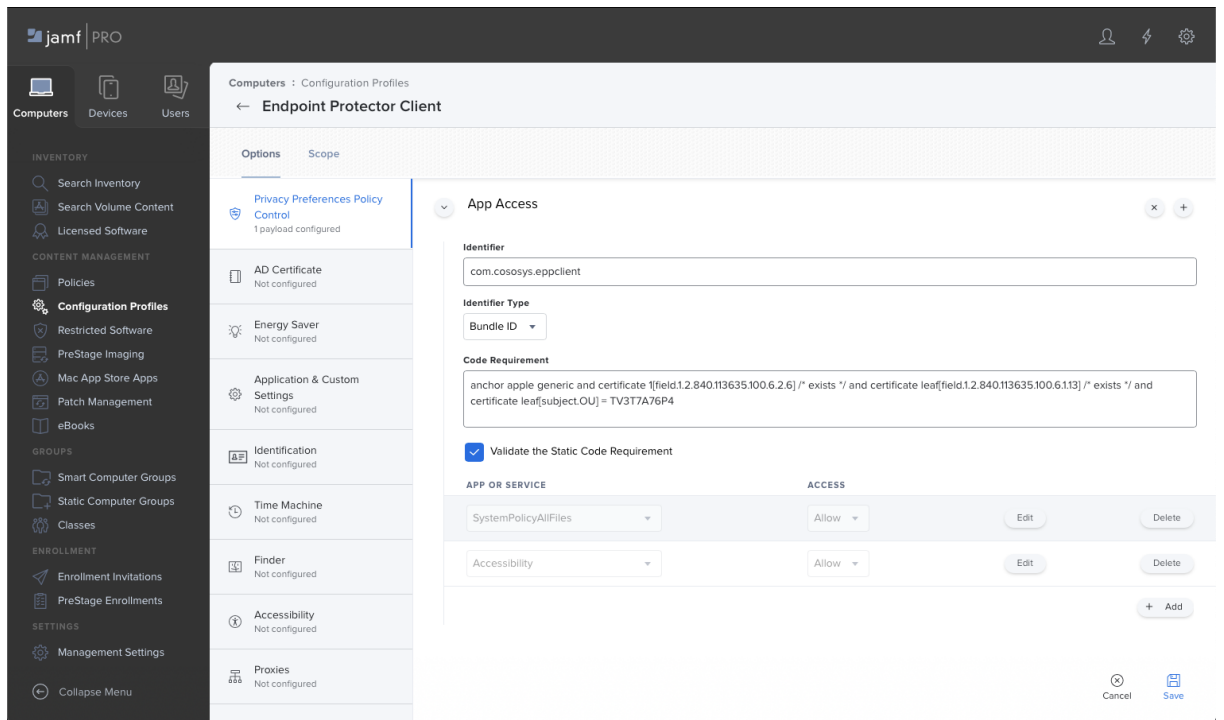 jamf PRO
Computers
Devices
Users
INVENTORY
Search Inventory
Search Volume Content
Licensed Software
CONTENT MANAGEMENT
Policies
Configuration Profiles
Restricted Software
PreStage Imaging
Mac App Store Apps
Patch Management
eBooks
GROUPS
Smart Computer Groups
Static Computer Groups
Classes
ENROLLMENT
Enrollment Invitations
PreStage Enrollments
SETTINGS
Management Settings
Collapse Menu
Computers : Configuration Profiles
← Endpoint Protector Client
Options Scope
Privacy Preferences Policy
Control
1 payload configured
AD Certificate
Not configured
Energy Saver
Not configured
Application & Custom
Settings
Not configured
Identification
Not configured
Time Machine
Not configured
Finder
Not configured
Accessibility
Not configured
Proxies
Not configured
App Access
Identifier
com.cososys.eppclient
Identifier Type
Bundle ID
Code Requirement
anchor apple generic and certificate 1[field.1.2.840.113635.100.6.2.6] /* exists */ and certificate leaf[field.1.2.840.113635.100.6.1.13] /* exists */ and
certificate leaf[subject.OU] = TV3T7A76P4
Validate the Static Code Requirement
APP OR SERVICE ACCESS
SystemPolicyAllFiles Allow Edit Delete
Accessibility Allow Edit Delete
+ Add
Cancel Save